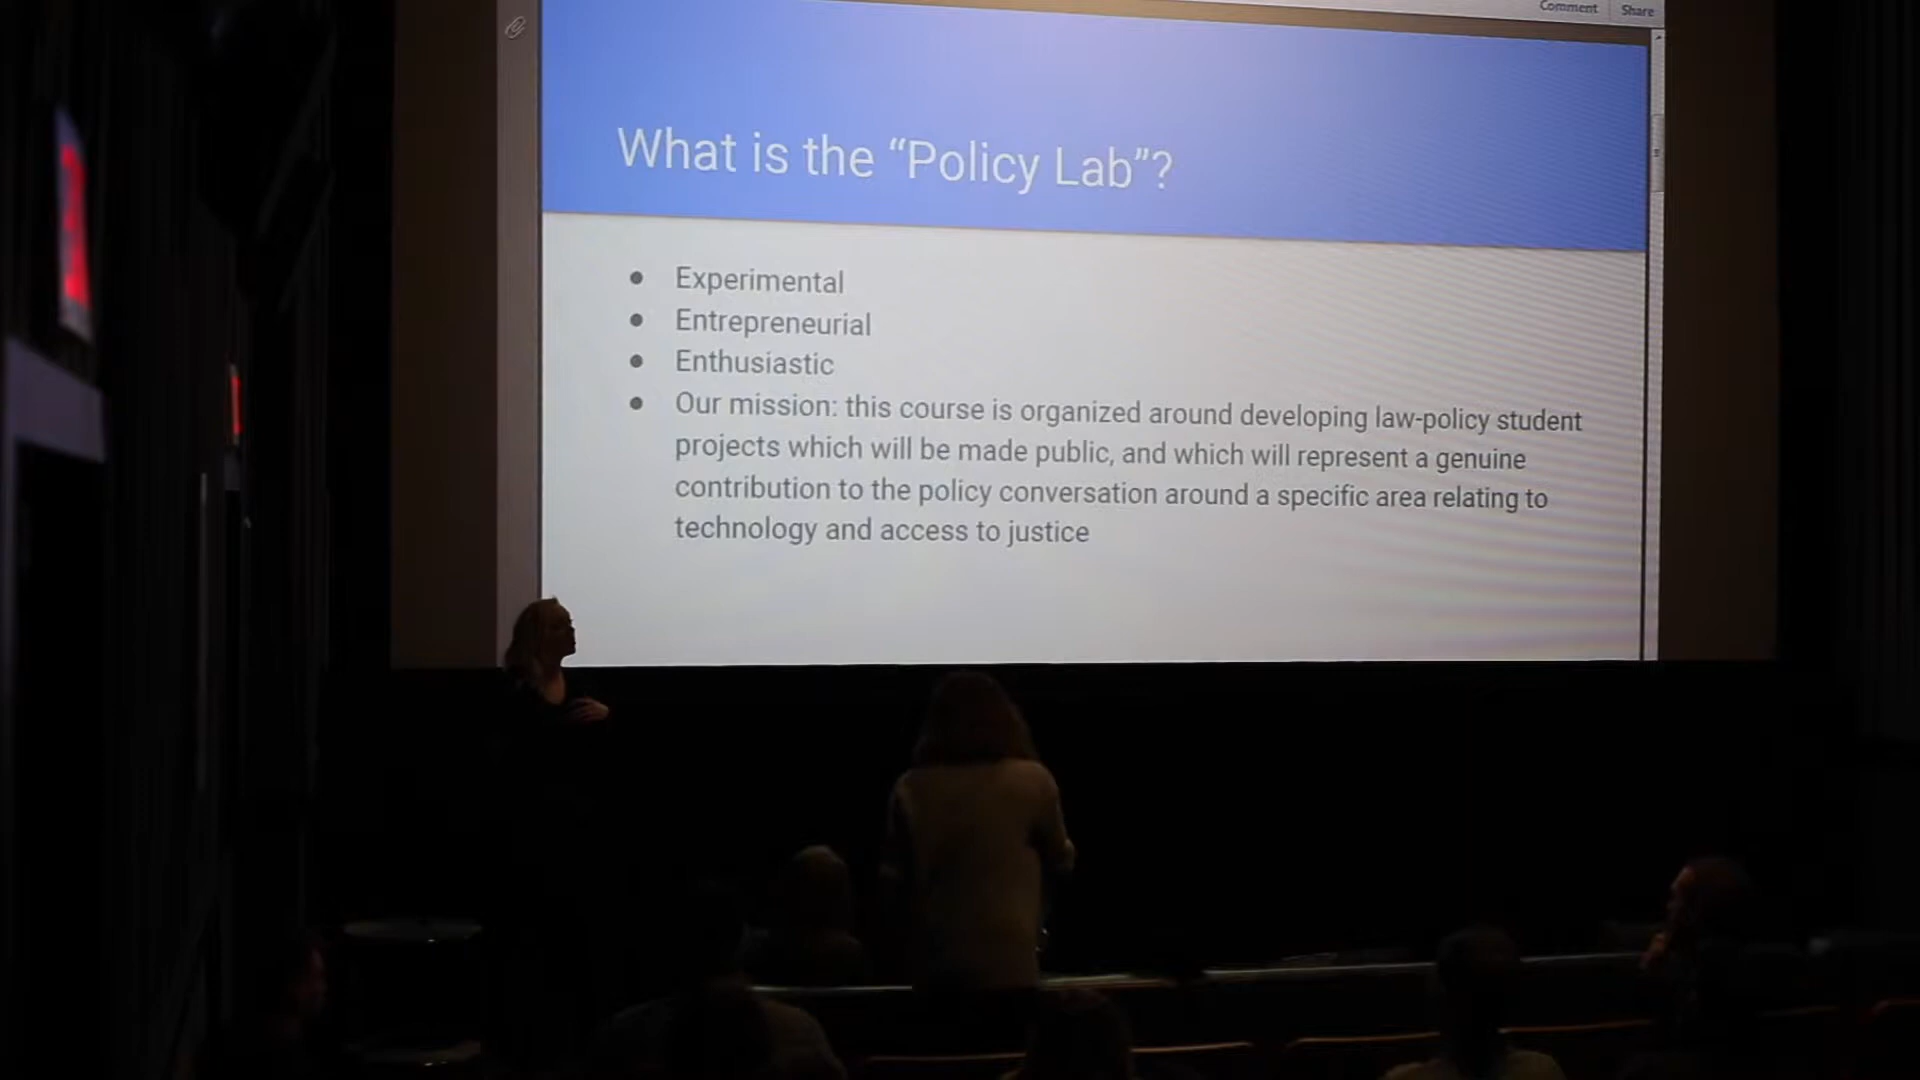 Comment Share
What is the “Policy Lab”?
● Experimental
● Entrepreneurial
● Enthusiastic
● Our mission: this course is organized around developing law-policy student
projects which will be made public, and which will represent a genuine
contribution to the policy conversation around a specific area relating to
technology and access to justice